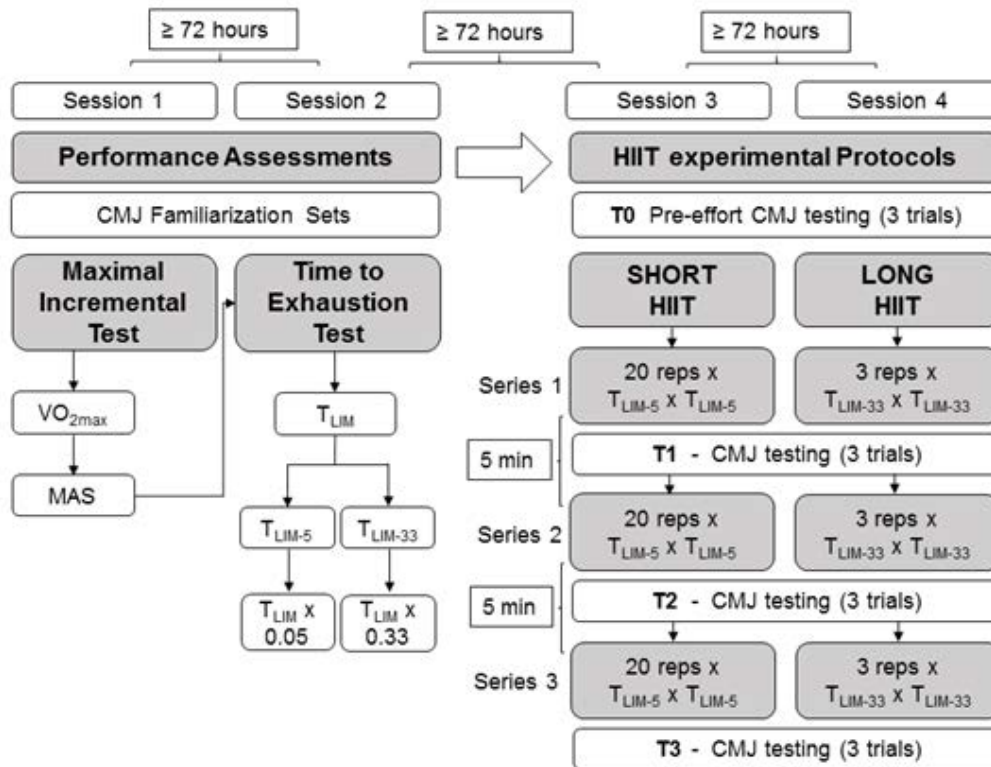 ≥ 72 hours
≥ 72 hours
≥ 72 hours
Session 1
Session 2
Session 3
Session 4
Performance Assessments
HIIT experimental Protocols
CMJ Familiarization Sets
T0 Pre-effort CMJ testing (3 trials)
Maximal
Incremental
Test
Time to
Exhaustion
Test
SHORT
HIIT
LONG
HIIT
VO2max
MAS
TLIM
TLIM-5
TLIM-33
TLIM x
0.05
TLIM x
0.33
Series 1
20 reps x
TLIM-5 x TLIM-5
3 reps x
TLIM-33 x TLIM-33
5 min
T1 - CMJ testing (3 trials)
Series 2
20 reps x
TLIM-5 x TLIM-5
3 reps x
TLIM-33 x TLIM-33
5 min
T2 - CMJ testing (3 trials)
Series 3
20 reps x
TLIM-5 x TLIM-5
3 reps x
TLIM-33 x TLIM-33
T3 - CMJ testing (3 trials)